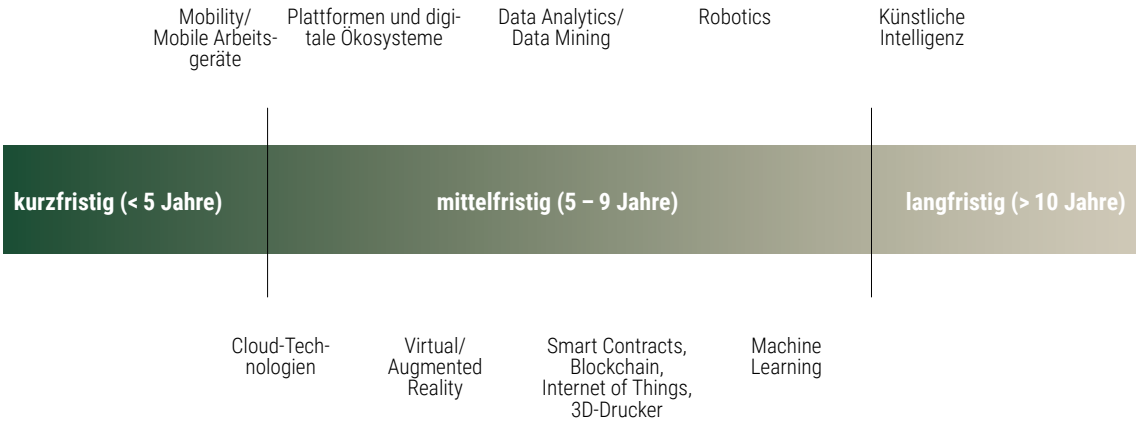 Mobility/
Mobile Arbeits-
geräte
Plattformen und digi-
tale Ökosysteme
Data Analytics/
Data Mining
Robotics
Künstliche
Intelligenz
kurzfristig (< 5 Jahre)
mittelfristig (5 – 9 Jahre)
langfristig (> 10 Jahre)
Cloud-Tech-
nologien
Virtual/
Augmented
Reality
Smart Contracts,
Blockchain,
Internet of Things,
3D-Drucker
Machine
Learning